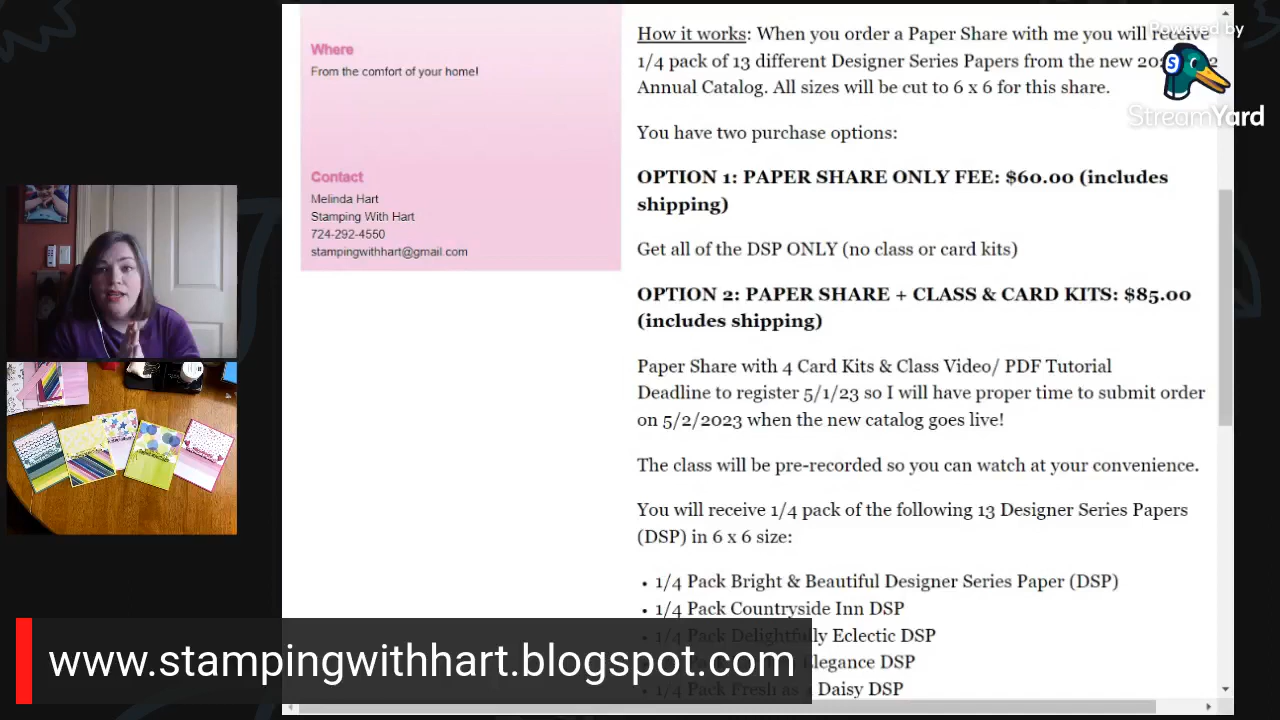 Where
From the comfort of your home!
Contact
Melinda Hart
Stamping With Hart
724-292-4550
stampingwithhart@gmail.com
How it works: When you order a Paper Share with me you will receive
1/4 pack of 13 different Designer Series Papers from the new
Annual Catalog. All sizes will be cut to 6 x 6 for this share.
You have two purchase options:
OPTION 1: PAPER SHARE ONLY FEE: $60.00 (includes
shipping)
Get all of the DSP ONLY (no class or card kits)
OPTION 2: PAPER SHARE + CLASS & CARD KITS: $85.00
(includes shipping)
Paper Share with 4 Card Kits & Class Video/ PDF Tutorial
Deadline to register 5/1/23 so I will have proper time to submit order
on 5/2/2023 when the new catalog goes live!
The class will be pre-recorded so you can watch at your convenience.
You will receive 1/4 pack of the following 13 Designer Series Papers
(DSP) in 6 x 6 size:
• 1/4 Pack Bright & Beautiful Designer Series Paper (DSP)
• 1/4 Pack Countryside Inn DSP
• 1/4 Pack Delightfully Eclectic DSP
Elegance DSP
• 1/4 Pack Fresh as a Daisy DSP
Powered by
S
StreamYard
www.stampingwithhart.blogspot.com